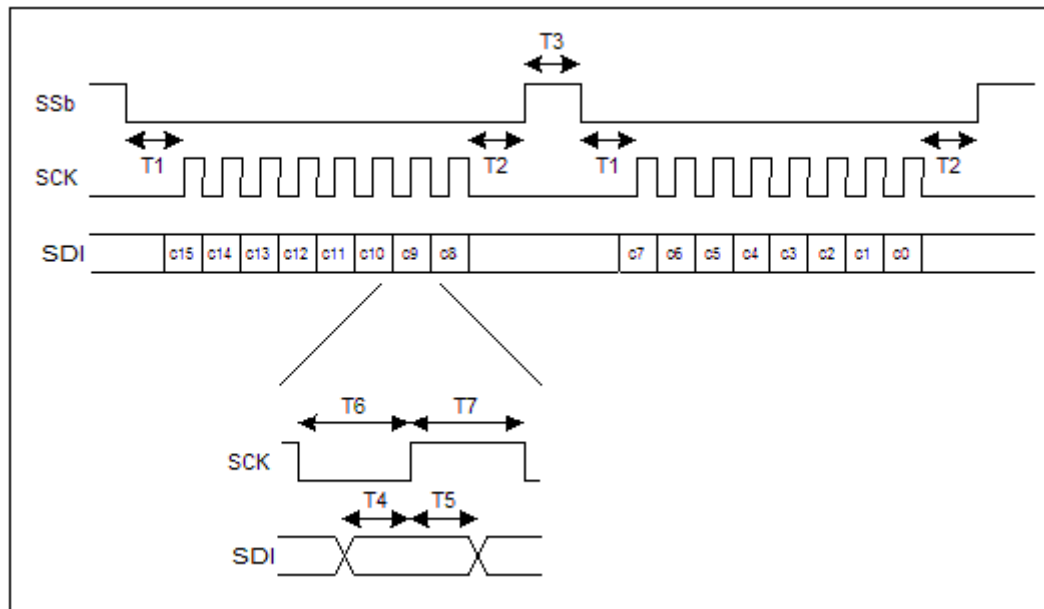 T3
SSb
T1 T2 T1 T2
SCK
SDI c15 c14 c13 c12 c11 c10 c9 c8 c7 c6 c5 c4 c3 c2 c1 c0
T6 T7
SCK
T4 T5
SDI